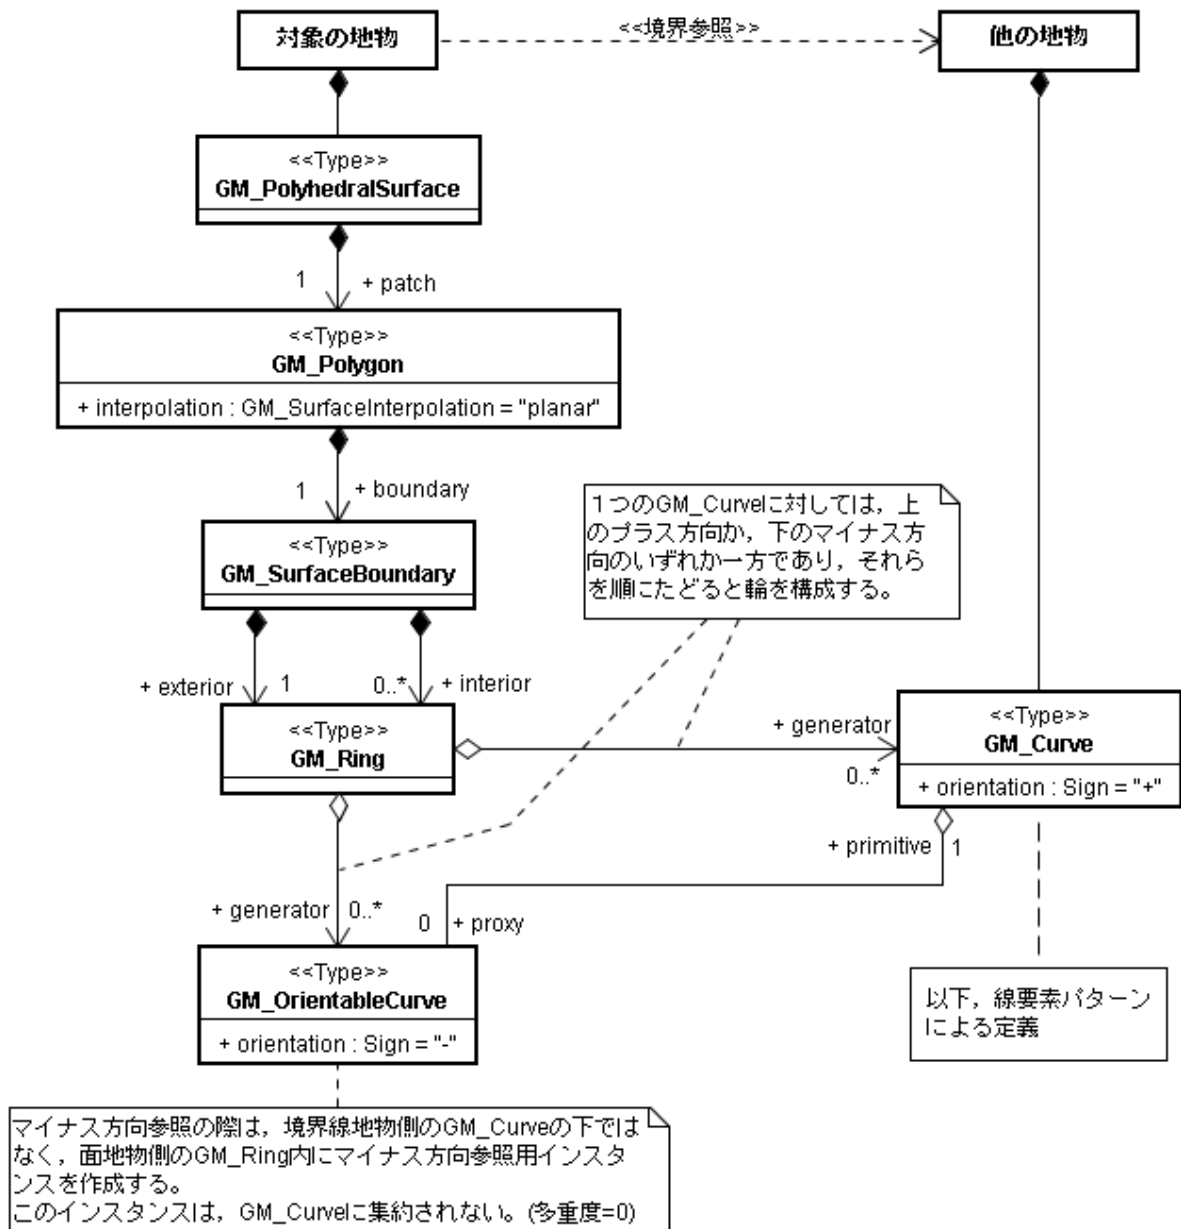 対象の地物
<<境界参照>>
他の地物
<<Type>>
GM_PolyhedralSurface
1
+ patch
<<Type>>
GM_Polygon
+ interpolation : GM_SurfaceInterpolation = "planar"
1
+ boundary
<<Type>>
GM_SurfaceBoundary
１つのGM_Curveに対しては，上
のプラス方向か，下のマイナス方
向のいずれか一方であり，それら
を順にたどると輪を構成する。
+ exterior
1
0..*
+ interior
<<Type>>
GM_Ring
+ generator
0..*
<<Type>>
GM_Curve
+ orientation : Sign = "+"
+ primitive
1
+ generator
0..*
0
+ proxy
<<Type>>
GM_OrientableCurve
+ orientation : Sign = "-"
以下，線要素パターン
による定義
マイナス方向参照の際は，境界線地物側のGM_Curveの下では
なく，面地物側のGM_Ring内にマイナス方向参照用インスタ
ンスを作成する。
このインスタンスは，GM_Curveに集約されない。(多重度=0)